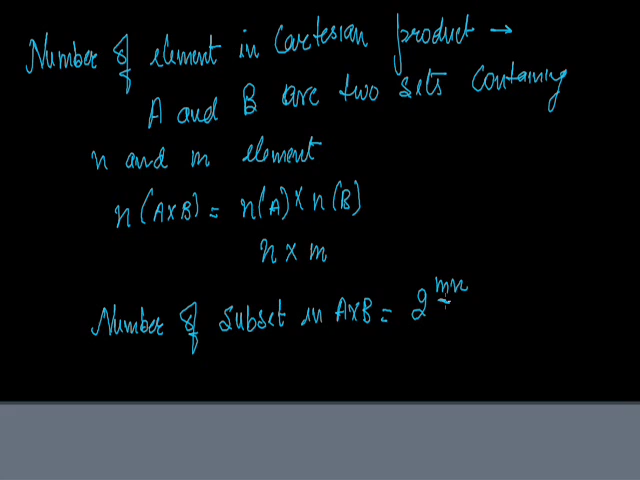 Number of element in Cartesian product →
A and B are two sets containing
n and m element
n(A×B) = n(A) × n(B)
n × m
Number of subset in A×B = 2^mn